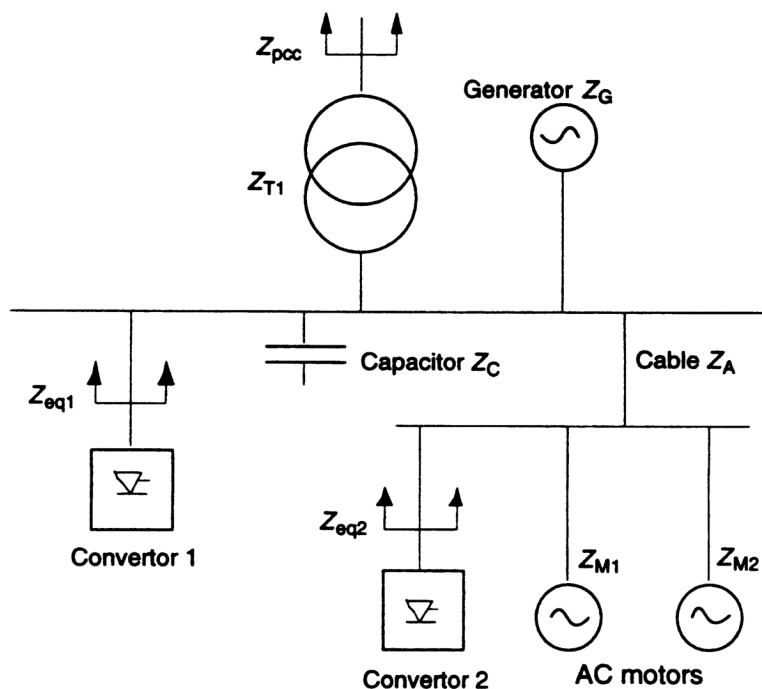 Zpcc
Generator ZG
ZT1
Capacitor ZC
Cable ZA
Zeq1
Convertor 1
Zeq2
ZM1
ZM2
Convertor 2
AC motors